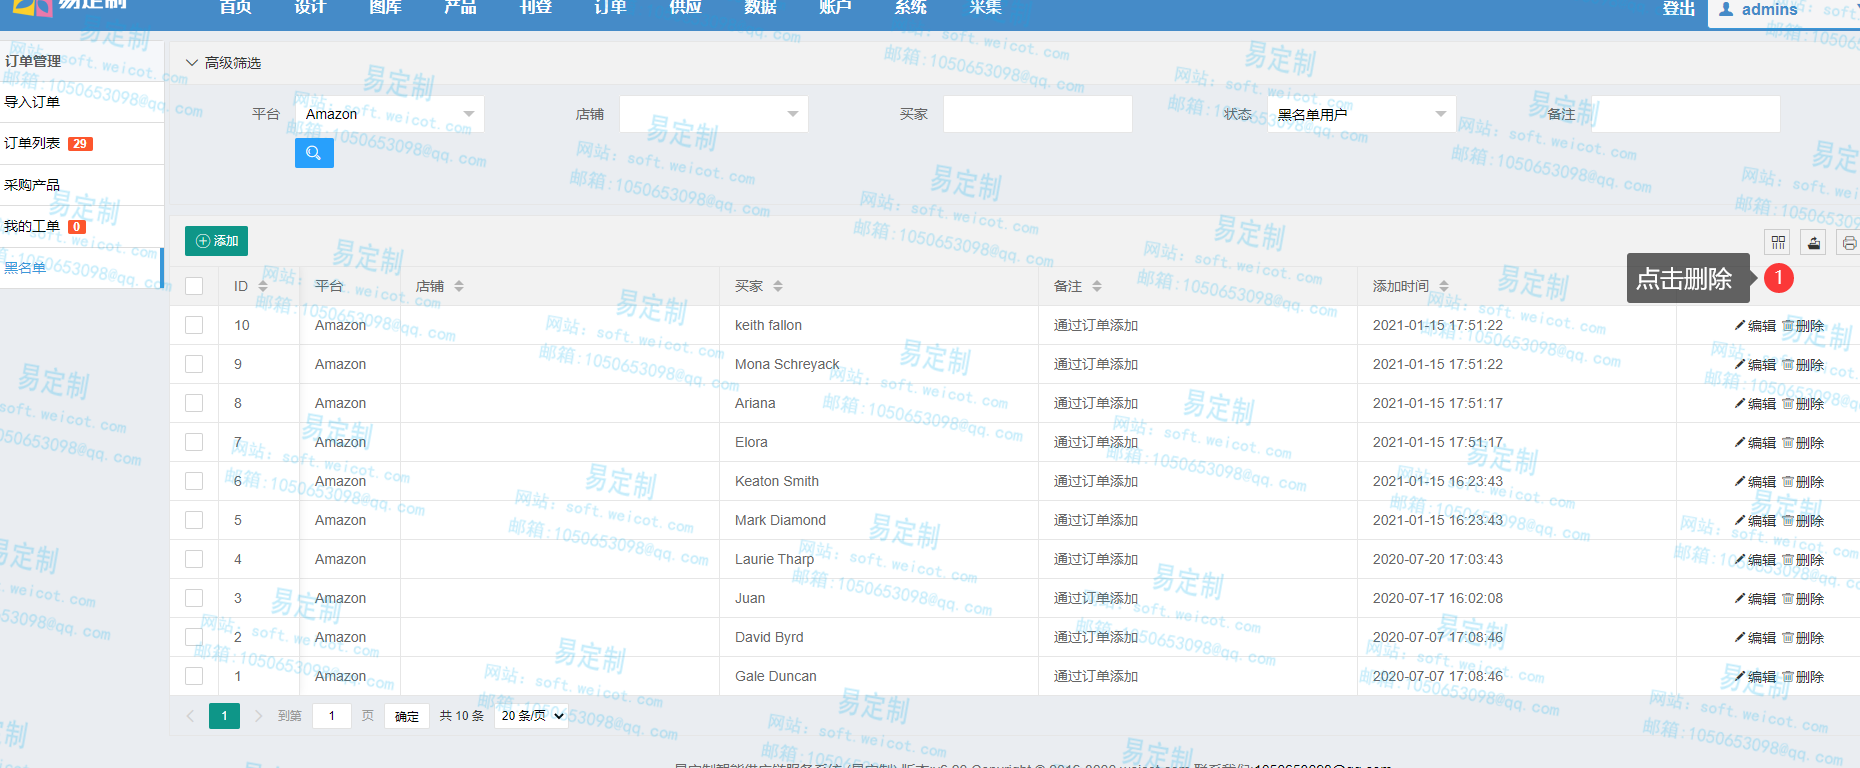 易定制
首页 设计 图库 产品 刊登 订单 供应 数据 账户 系统 采集 登出 admins
订单管理
导入订单
订单列表 29
采购产品
我的工单 0
黑名单
高级筛选
平台 Amazon 店铺 买家 状态 黑名单用户 备注
添加
点击删除 1
ID 平台 店铺 买家 备注 添加时间
10 Amazon keith fallon 通过订单添加 2021-01-15 17:51:22 编辑 删除
9 Amazon Mona Schreyack 通过订单添加 2021-01-15 17:51:22 编辑 删除
8 Amazon Ariana 通过订单添加 2021-01-15 17:51:17 编辑 删除
7 Amazon Elora 通过订单添加 2021-01-15 17:51:17 编辑 删除
6 Amazon Keaton Smith 通过订单添加 2021-01-15 16:23:43 编辑 删除
5 Amazon Mark Diamond 通过订单添加 2021-01-15 16:23:43 编辑 删除
4 Amazon Laurie Tharp 通过订单添加 2020-07-20 17:03:43 编辑 删除
3 Amazon Juan 通过订单添加 2020-07-17 16:02:08 编辑 删除
2 Amazon David Byrd 通过订单添加 2020-07-07 17:08:46 编辑 删除
1 Amazon Gale Duncan 通过订单添加 2020-07-07 17:08:46 编辑 删除
1 到第 1 页 确定 共 10 条 20 条/页
易定制
网站: soft.weicot.com
邮箱:1050653098@qq.com